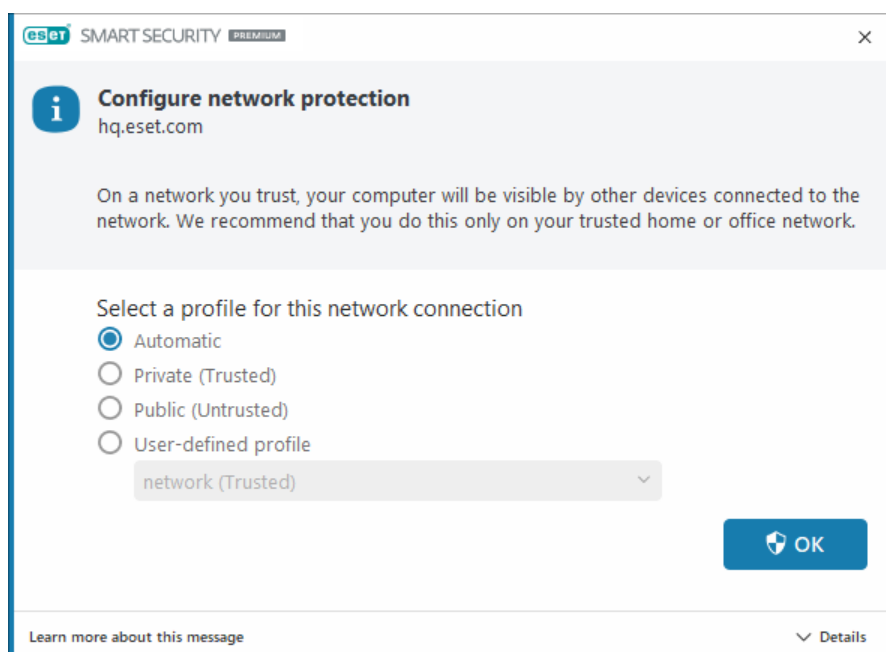 eset SMART SECURITY PREMIUM
Configure network protection
hq.eset.com
On a network you trust, your computer will be visible by other devices connected to the
network. We recommend that you do this only on your trusted home or office network.
Select a profile for this network connection
Automatic
Private (Trusted)
Public (Untrusted)
User-defined profile
network (Trusted)
OK
Learn more about this message
Details